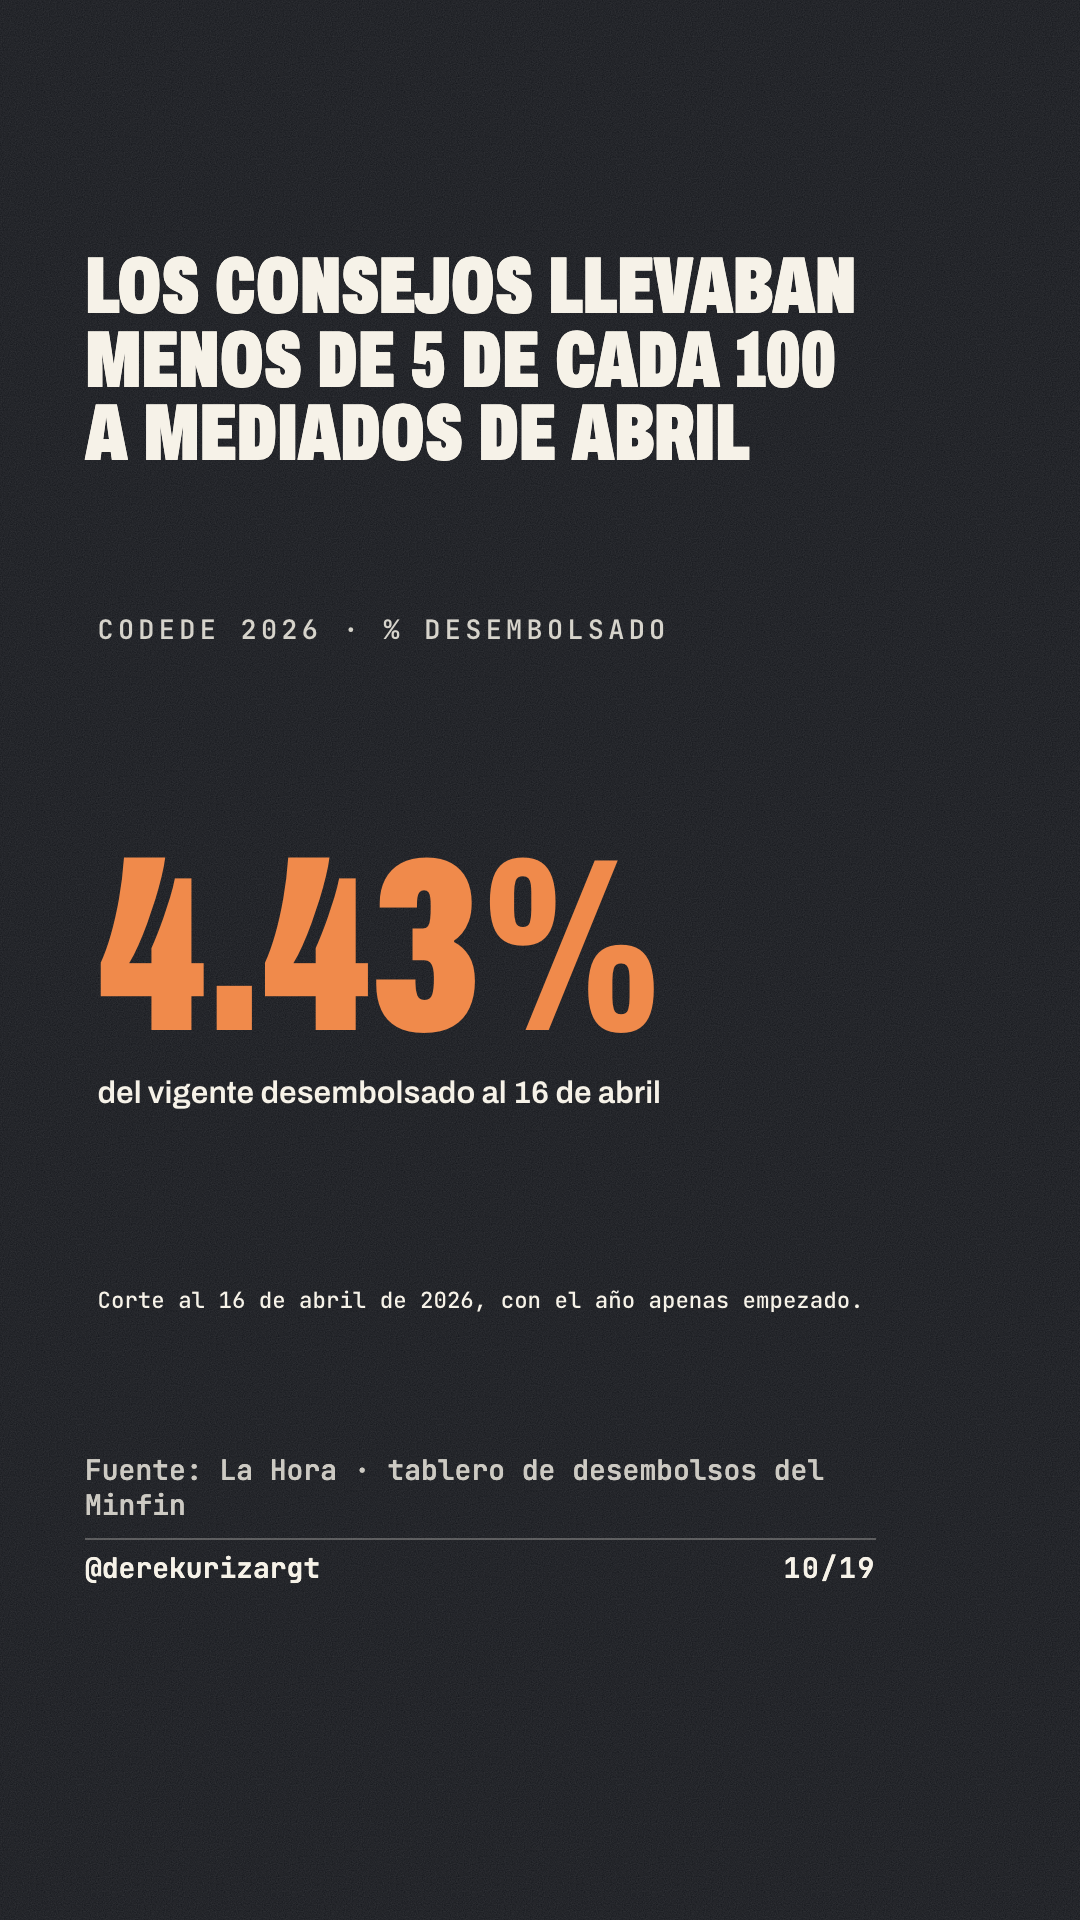 LOS CONSEJOS LLEVABAN
MENOS DE 5 DE CADA 100
A MEDIADOS DE ABRIL
CODEDE 2026 · % DESEMBOLSADO
4.43%
del vigente desembolsado al 16 de abril
Corte al 16 de abril de 2026, con el año apenas empezado.
Fuente: La Hora · tablero de desembolsos del
Minfin
@derekurizargt 10/19